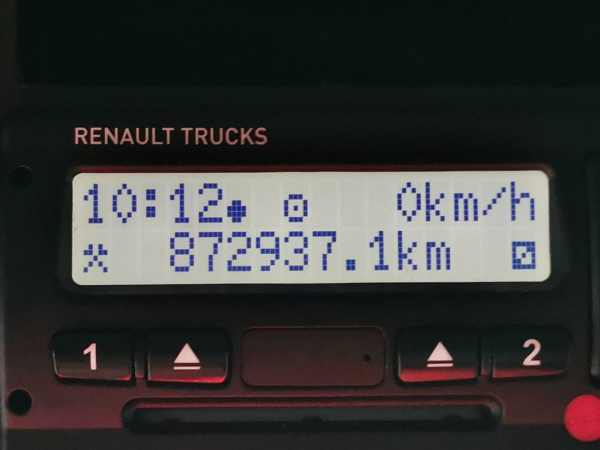 RENAULT TRUCKS
10:12 0km/h
872937.1km
1 2